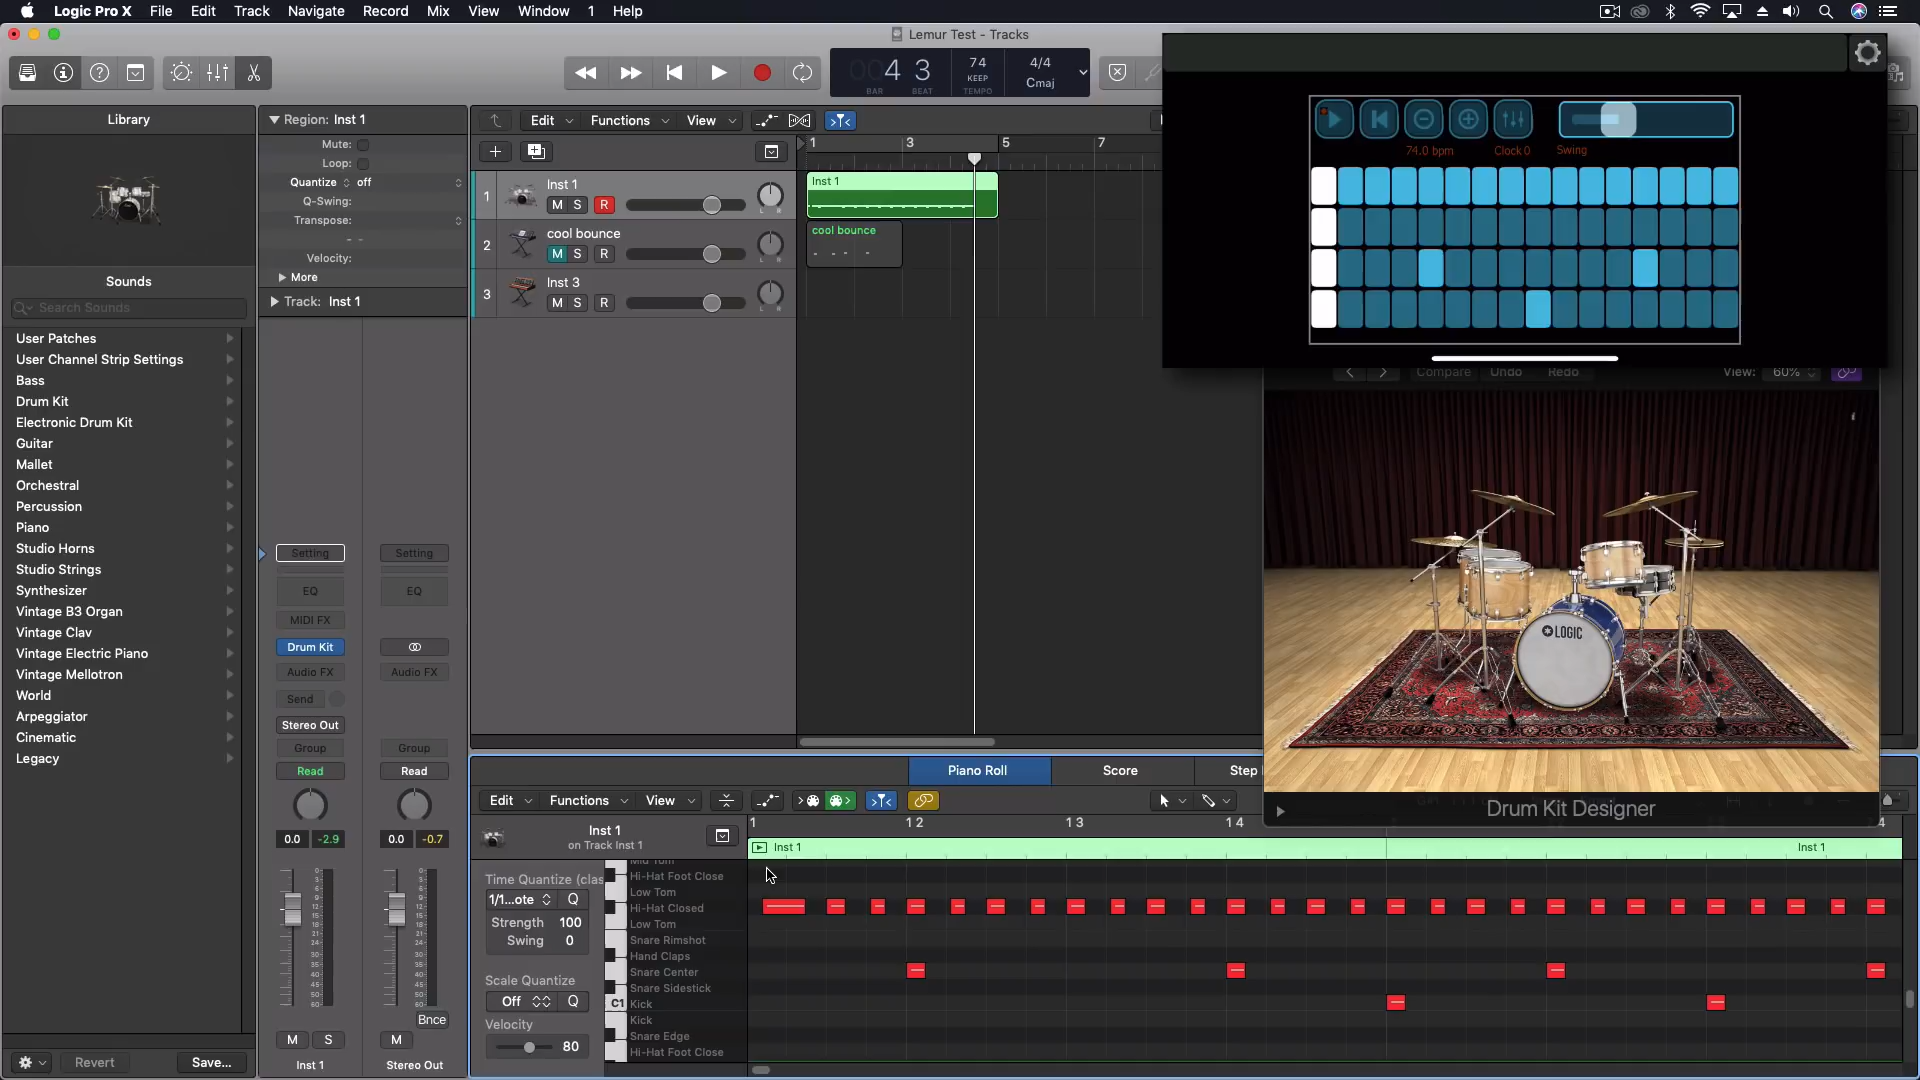 Logic Pro X File Edit Track Navigate Record Mix View Window 1 Help
Lemur Test - Tracks
4 3
BAR BEAT
74
KEEP
TEMPO
4/4
Cmaj
Library
Sounds
Search Sounds
User Patches
User Channel Strip Settings
Bass
Drum Kit
Electronic Drum Kit
Guitar
Mallet
Orchestral
Percussion
Piano
Studio Horns
Studio Strings
Synthesizer
Vintage B3 Organ
Vintage Clav
Vintage Electric Piano
Vintage Mellotron
World
Arpeggiator
Cinematic
Legacy
Revert Save...
Region: Inst 1
Mute:
Loop:
Quantize off
Q-Swing:
Transpose:
Velocity:
More
Track: Inst 1
Setting Setting
EQ EQ
MIDI FX
Drum Kit
Audio FX Audio FX
Send
Stereo Out
Group Group
Read Read
0.0 -2.9 0.0 -0.7
Bnce
M S M
Inst 1 Stereo Out
Edit Functions View
1 3 5 7
1 Inst 1
M S R
2 cool bounce
M S R
3 Inst 3
M S R
Inst 1
cool bounce
74.0 bpm Clock 0 Swing
Compare Undo Redo View: 60%
LOGIC
Drum Kit Designer
Piano Roll Score Step
Edit Functions View
1 1 2 1 3 1 4
Inst 1
on Track Inst 1
Inst 1 Inst 1
Time Quantize (clas
1/1...ote Q
Strength 100
Swing 0
Scale Quantize
Off Q
Velocity
80
C1
Mid Tom
Hi-Hat Foot Close
Low Tom
Hi-Hat Closed
Low Tom
Snare Rimshot
Hand Claps
Snare Center
Snare Sidestick
Kick
Kick
Snare Edge
Hi-Hat Foot Close